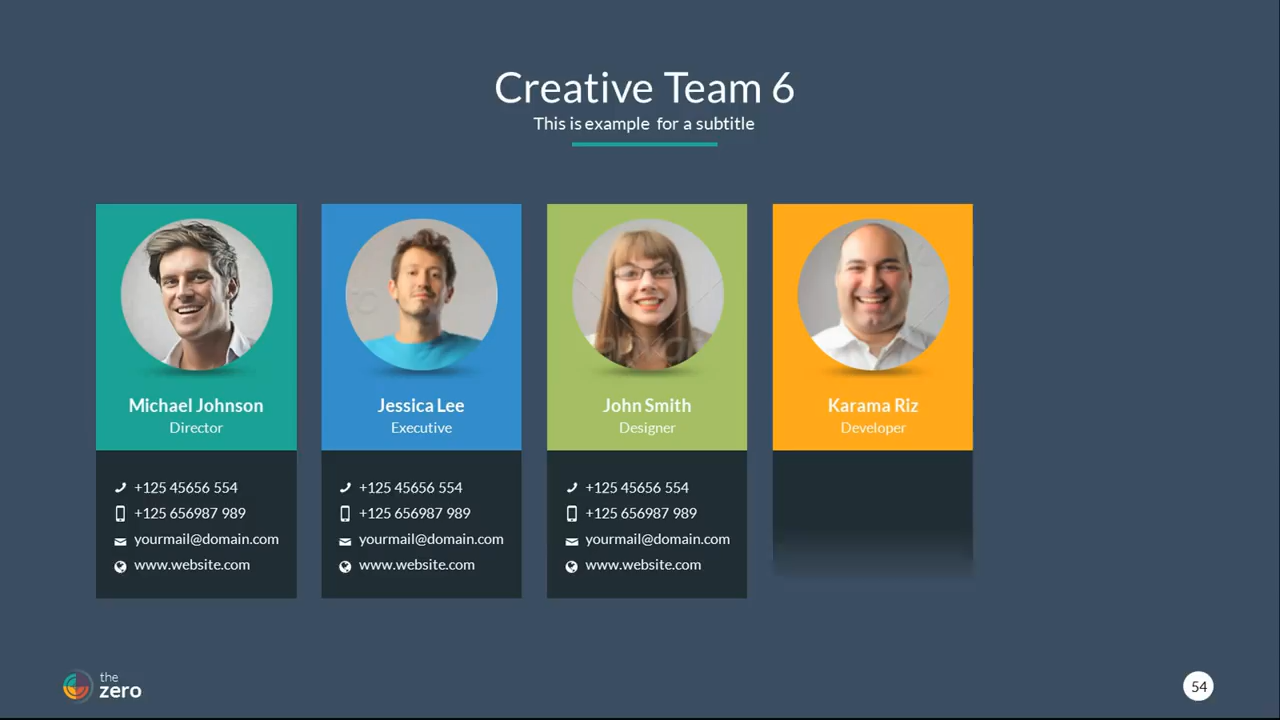 Creative Team 6
This is example for a subtitle
Michael Johnson
Director
+125 45656 554
+125 656987 989
yourmail@domain.com
www.website.com
Jessica Lee
Executive
+125 45656 554
+125 656987 989
yourmail@domain.com
www.website.com
John Smith
Designer
+125 45656 554
+125 656987 989
yourmail@domain.com
www.website.com
Karama Riz
Developer
the
zero
54